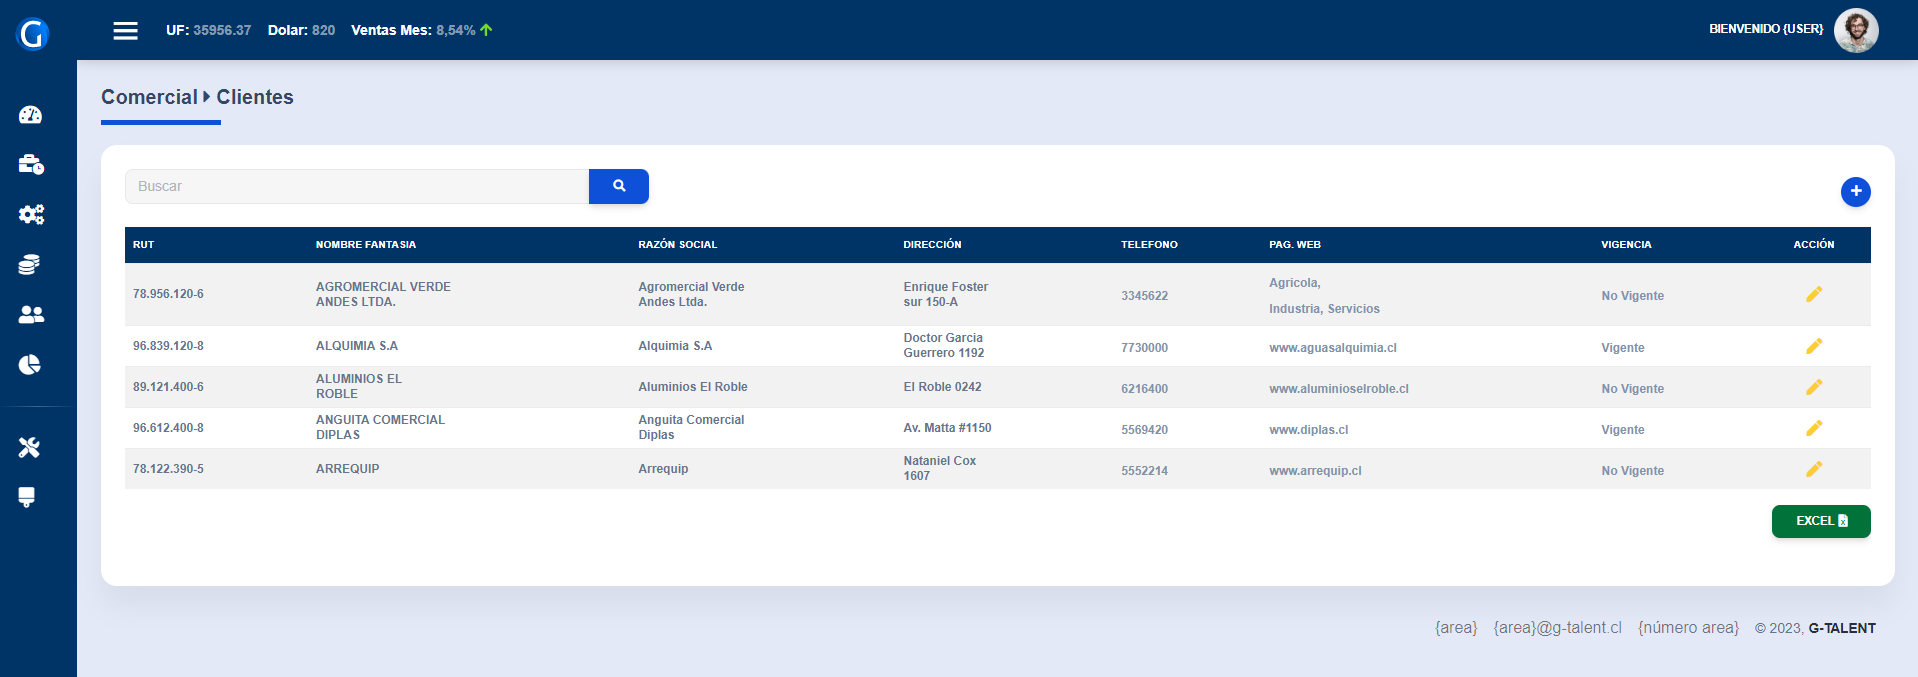 G
UF: 35956.37 Dolar: 820 Ventas Mes: 8,54%
BIENVENIDO {USER}
Comercial Clientes
Buscar
RUT NOMBRE FANTASIA RAZÓN SOCIAL DIRECCIÓN TELEFONO PAG. WEB VIGENCIA ACCIÓN
78.956.120-6 AGROMERCIAL VERDE ANDES LTDA. Agromercial Verde Andes Ltda. Enrique Foster sur 150-A 3345622 Agricola, Industria, Servicios No Vigente
96.839.120-8 ALQUIMIA S.A Alquimia S.A Doctor Garcia Guerrero 1192 7730000 www.aguasalquimia.cl Vigente
89.121.400-6 ALUMINIOS EL ROBLE Aluminios El Roble El Roble 0242 6216400 www.aluminioselroble.cl No Vigente
96.612.400-8 ANGUITA COMERCIAL DIPLAS Anguita Comercial Diplas Av. Matta #1150 5569420 www.diplas.cl Vigente
78.122.390-5 ARREQUIP Arrequip Nataniel Cox 1607 5552214 www.arrequip.cl No Vigente
EXCEL
{area} {area}@g-talent.cl {número area} © 2023, G-TALENT